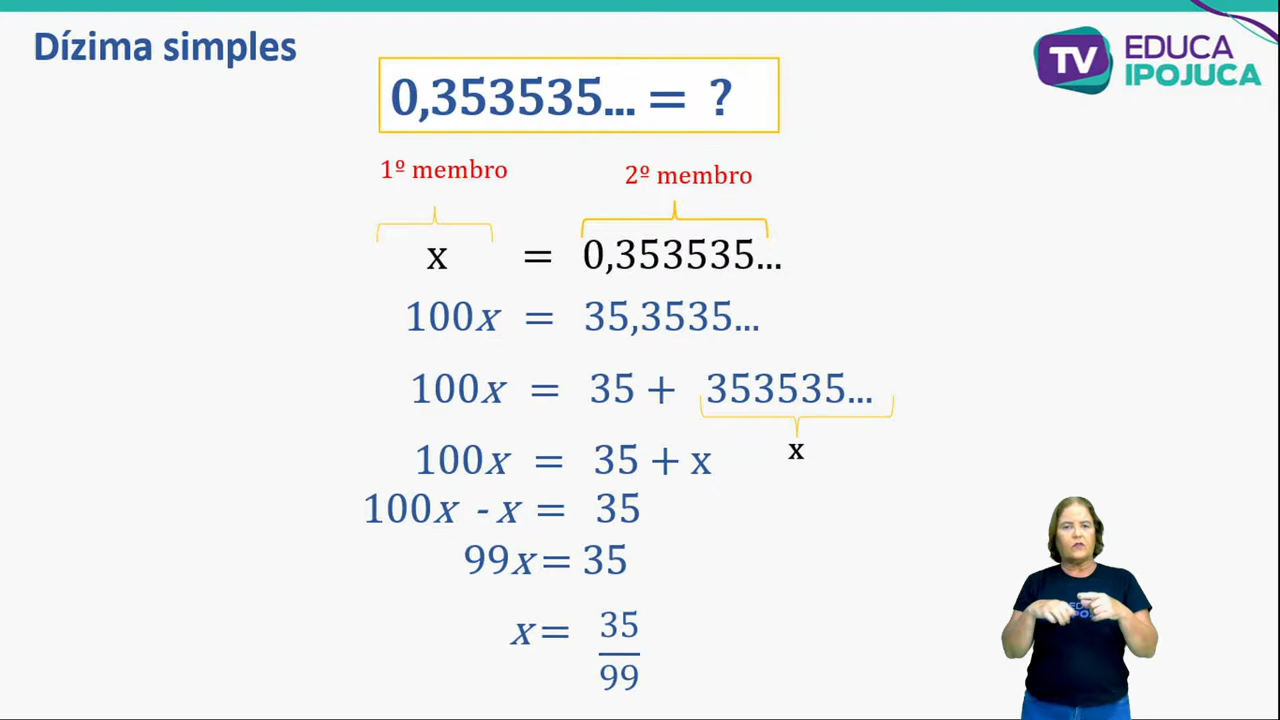 Dízima simples
TV EDUCA
IPOJUCA
0,353535... = ?
1º membro
2º membro
x = 0,353535...
100x = 35,3535...
100x = 35 + 353535...
x
100x = 35 + x
100x - x = 35
99x = 35
x = 35
99